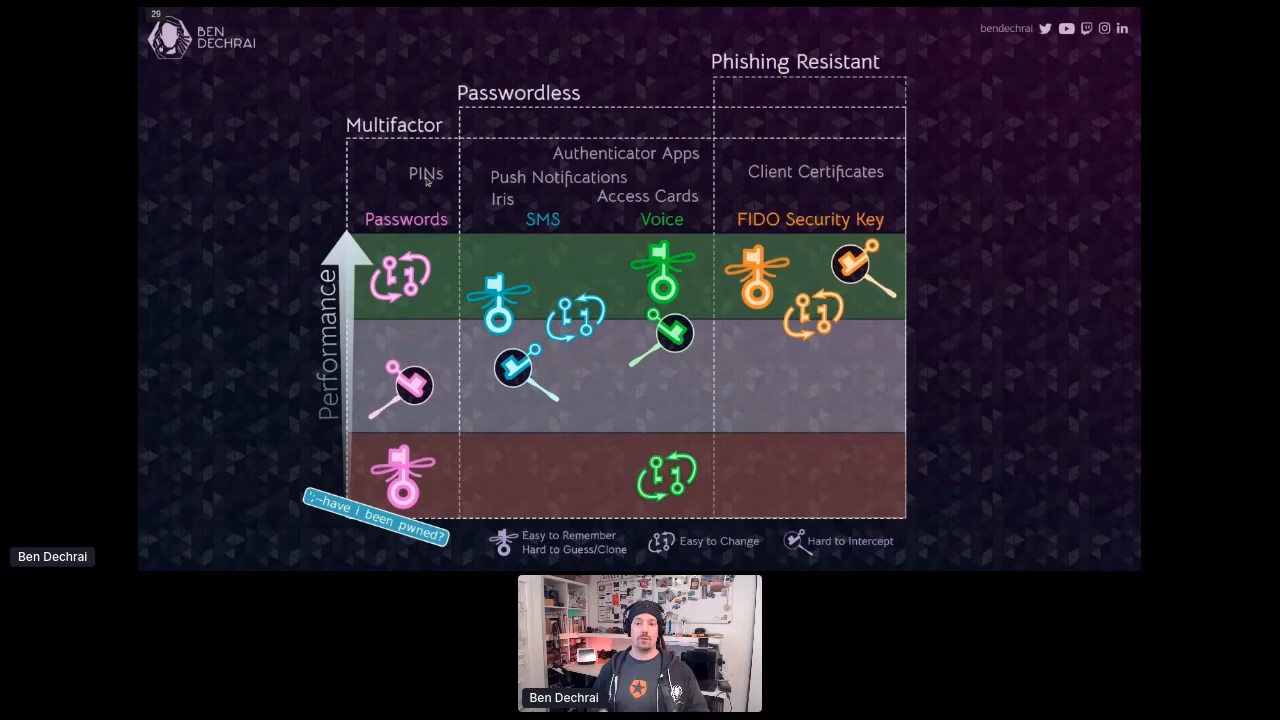 29
BEN
DECHRAI
bendechrai
Phishing Resistant
Passwordless
Multifactor
Authenticator Apps
PINs
Push Notifications
Client Certificates
Iris
Access Cards
Passwords
SMS
Voice
FIDO Security Key
Performance
';--have i been pwned?
Easy to Remember
Hard to Guess/Clone
Easy to Change
Hard to Intercept
Ben Dechrai
Ben Dechrai